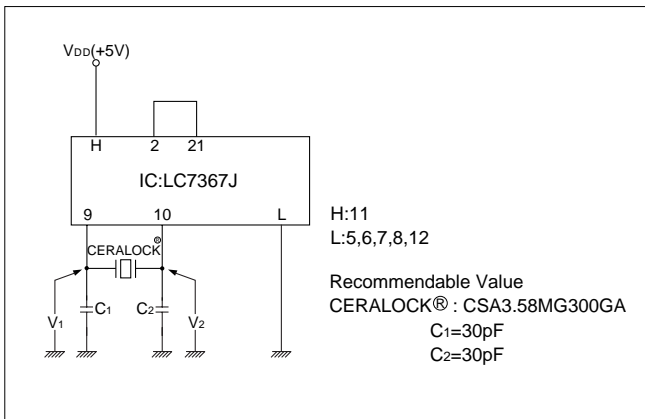 VDD(+5V)
H 2 21
IC:LC7367J
9 10 L
CERALOCK®
V1 C1 C2 V2
H:11
L:5,6,7,8,12
Recommendable Value
CERALOCK® : CSA3.58MG300GA
C1=30pF
C2=30pF